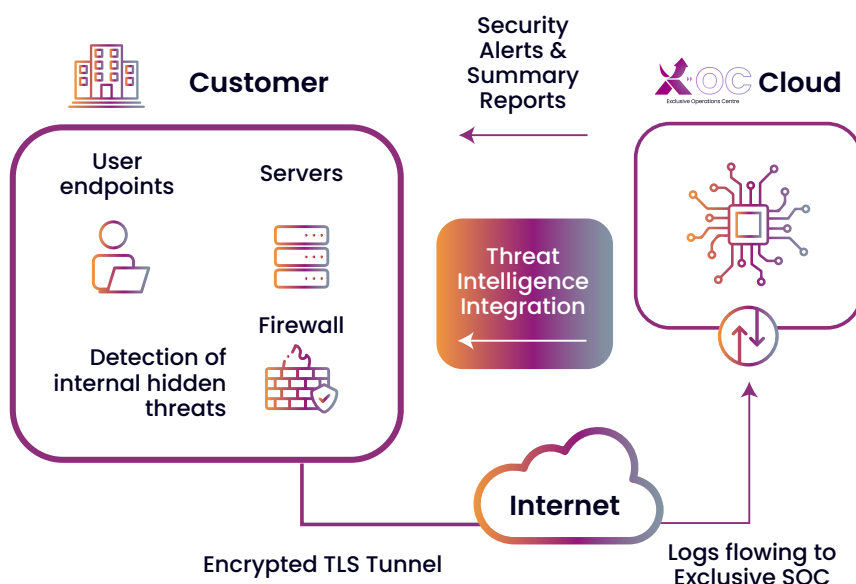 Customer
Security
Alerts &
Summary
Reports
XOC Cloud
Exclusive Operations Centre
User
endpoints
Servers
Firewall
Detection of
internal hidden
threats
Threat
Intelligence
Integration
Internet
Encrypted TLS Tunnel
Logs flowing to
Exclusive SOC